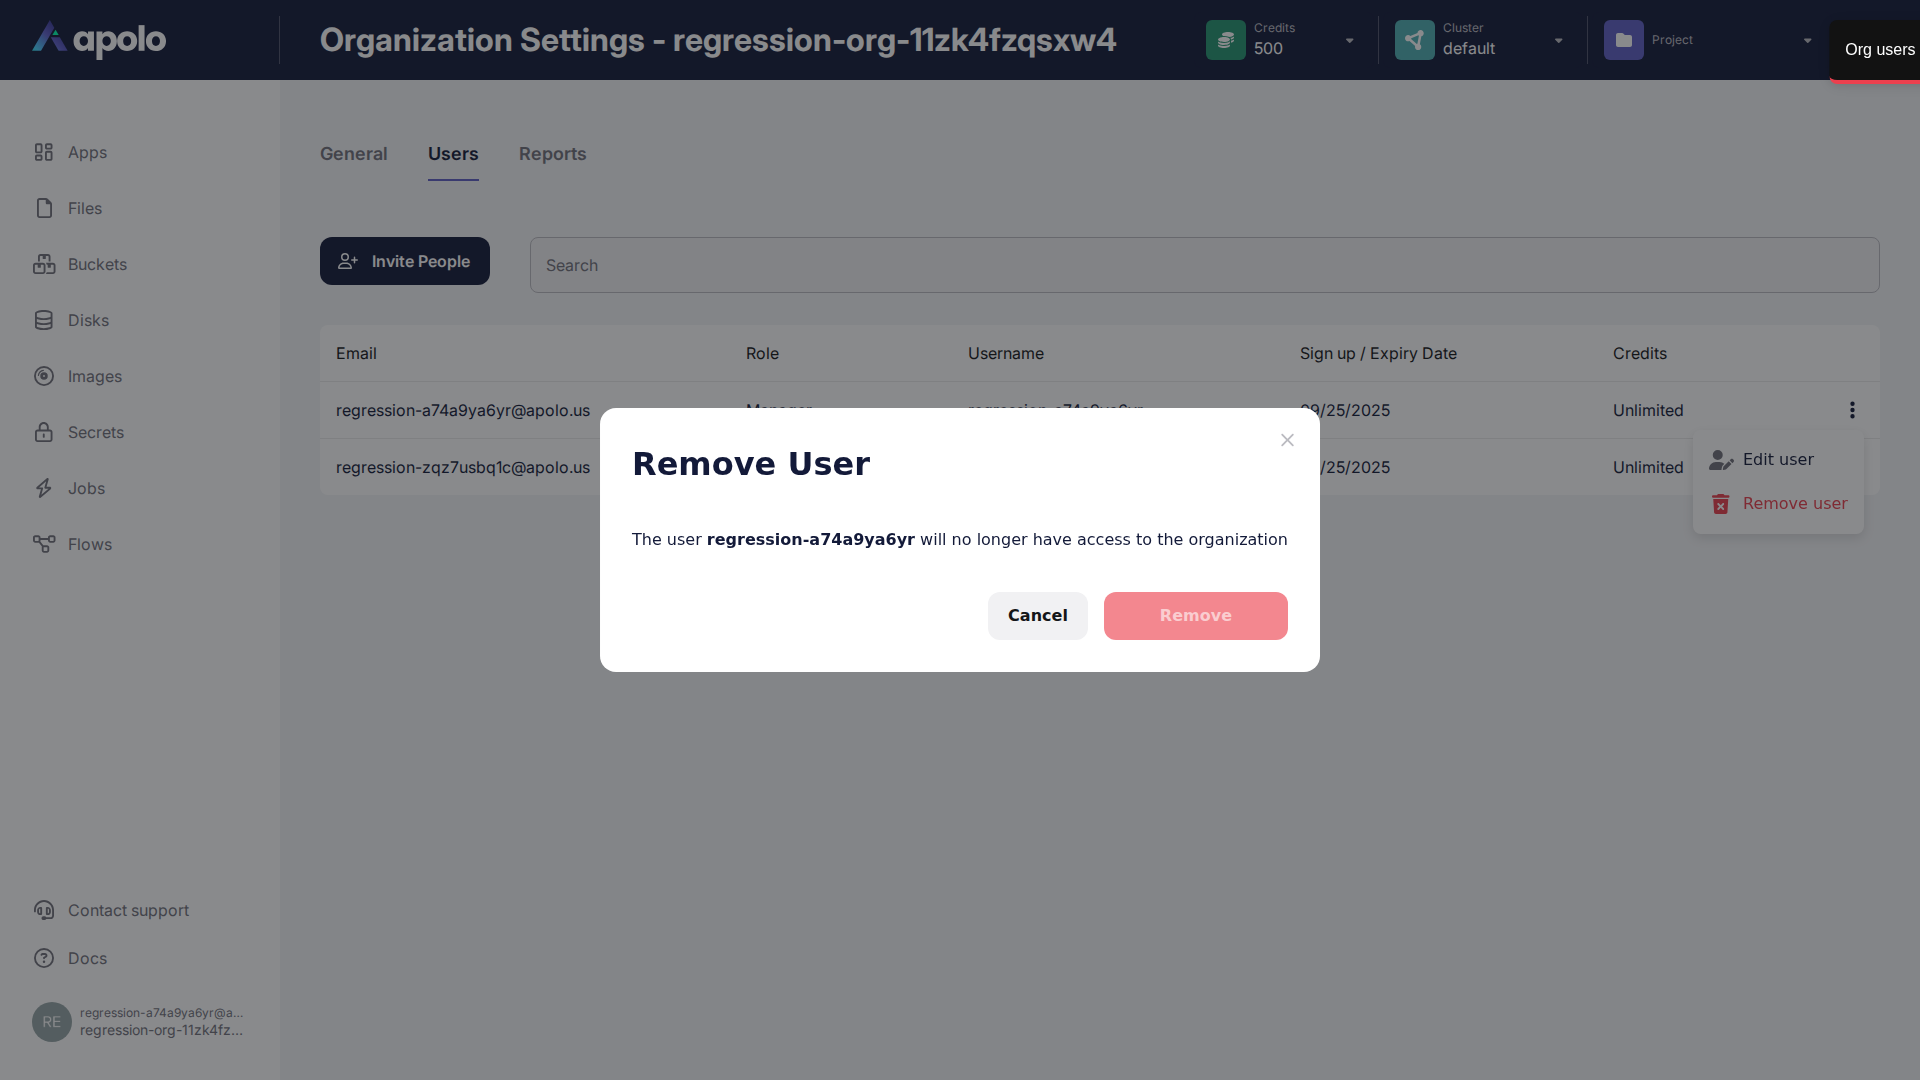 apolo
Organization Settings - regression-org-11zk4fzqsxw4
Credits
500
Cluster
default
Project
Org users
Apps
Files
Buckets
Disks
Images
Secrets
Jobs
Flows
General
Users
Reports
Invite People
Search
Email
Role
Username
Sign up / Expiry Date
Credits
regression-a74a9ya6yr@apolo.us
Manager
regression-a74a9ya6yr
09/25/2025
Unlimited
regression-zqz7usbq1c@apolo.us
/25/2025
Unlimited
Edit user
Remove user
Remove User
The user regression-a74a9ya6yr will no longer have access to the organization
Cancel
Remove
Contact support
Docs
RE
regression-a74a9ya6yr@a...
regression-org-11zk4fz...